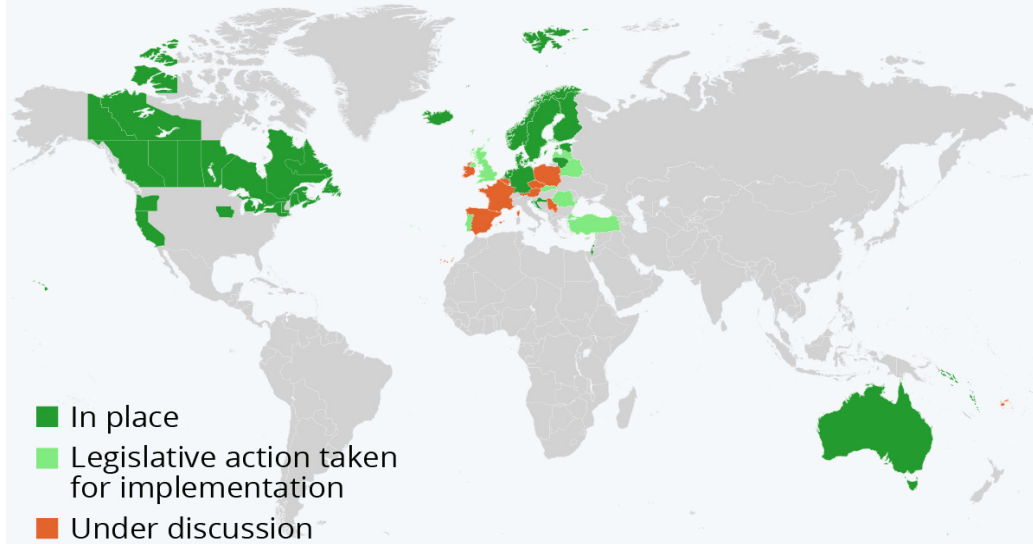 In place
Legislative action taken
for implementation
Under discussion